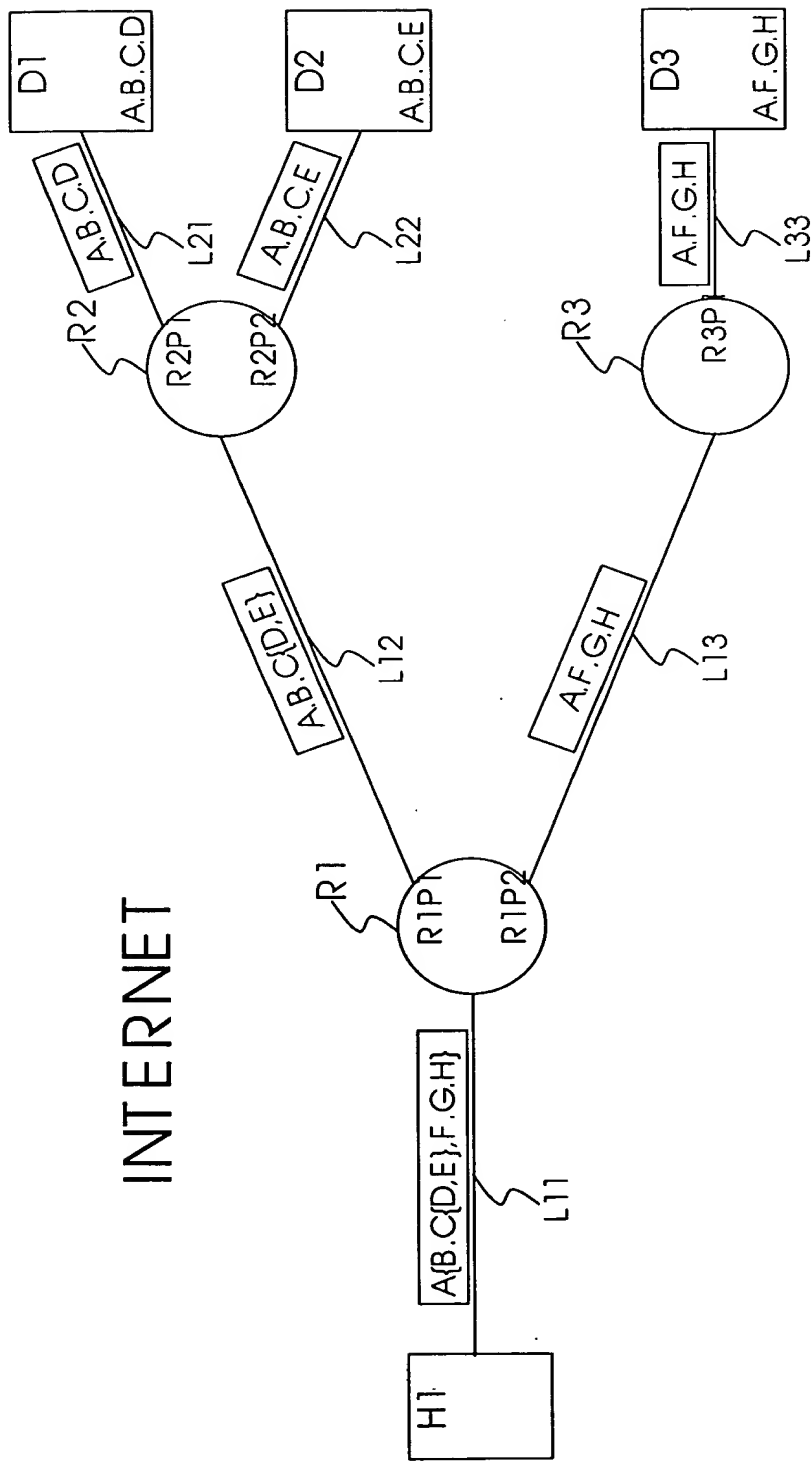 INTERNET
H1
A{B.C{D,E},F.G.H}
L11
R1
R1P1
R1P2
A.B.C{D,E}
L12
A.F.G.H
L13
R2
R2P1
R2P2
A.B.C.D
L21
A.B.C.E
L22
R3
R3P1
A.F.G.H
L33
D1
A.B.C.D
D2
A.B.C.E
D3
A.F.G.H